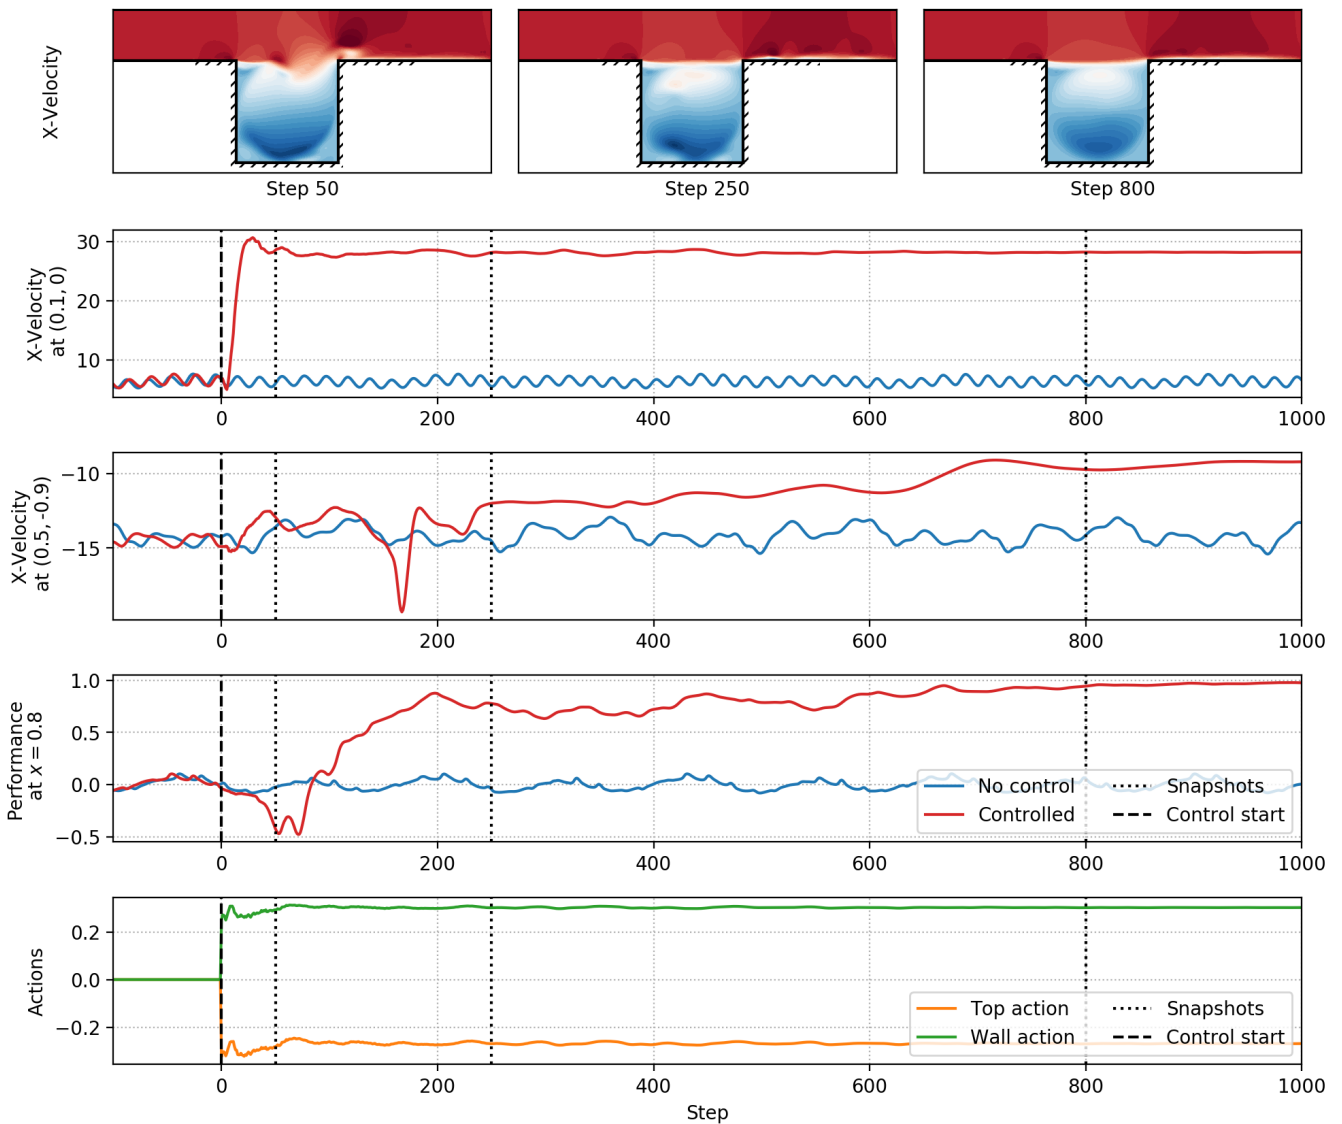 X-Velocity
Step 50
Step 250
Step 800
X-Velocity
at (0.1, 0)
30
20
10
0
200
400
600
800
1000
X-Velocity
at (0.5, -0.9)
−10
−15
0
200
400
600
800
1000
Performance
at x = 0.8
1.0
0.5
0.0
−0.5
No control
Controlled
Snapshots
Control start
0
200
400
600
800
1000
Actions
0.2
0.0
−0.2
Top action
Wall action
Snapshots
Control start
0
200
400
600
800
1000
Step